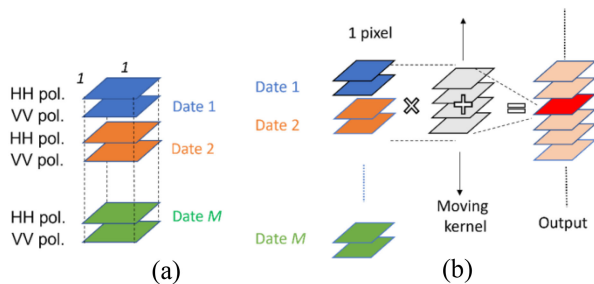 1
1
HH pol.
VV pol.
Date 1
HH pol.
VV pol.
Date 2
HH pol.
VV pol.
Date M
(a)
1 pixel
Date 1
Date 2
Date M
Moving
kernel
Output
(b)